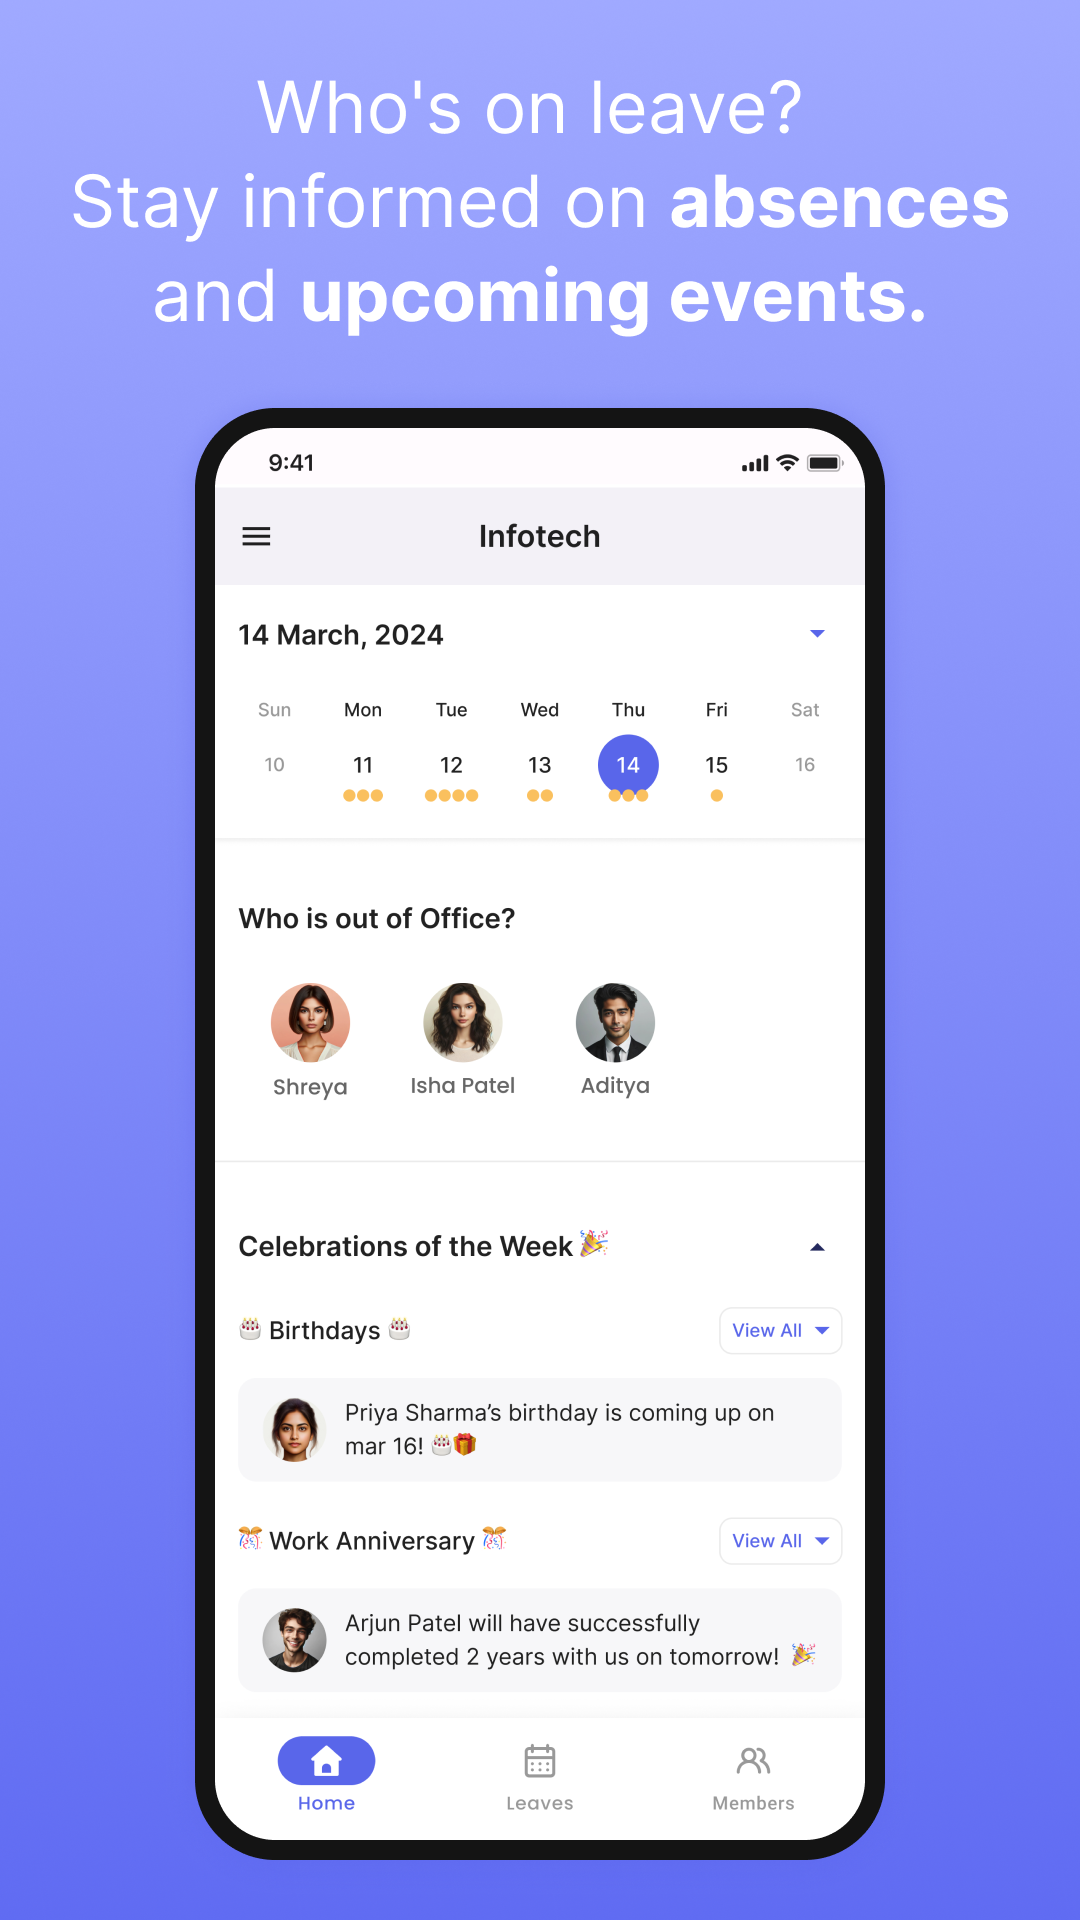 Who's on leave?
Stay informed on absences
and upcoming events.
9:41
Infotech
14 March, 2024
Sun Mon Tue Wed Thu Fri Sat
10 11 12 13 14 15 16
Who is out of Office?
Shreya Isha Patel Aditya
Celebrations of the Week
Birthdays View All
Priya Sharma’s birthday is coming up on
mar 16!
Work Anniversary View All
Arjun Patel will have successfully
completed 2 years with us on tomorrow!
Home Leaves Members